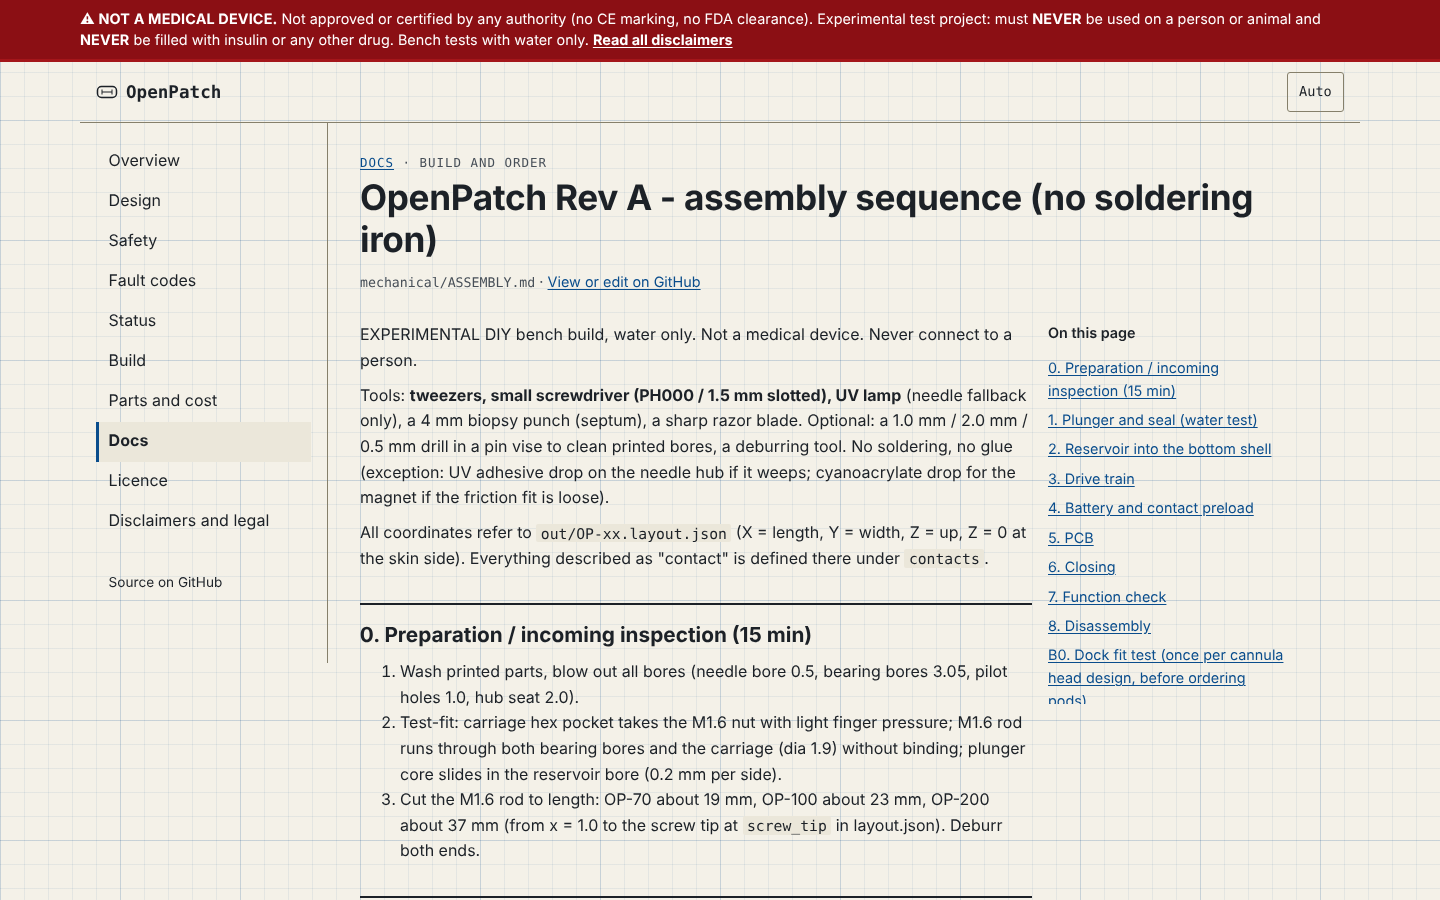 ⚠ NOT A MEDICAL DEVICE. Not approved or certified by any authority (no CE marking, no FDA clearance). Experimental test project: must NEVER be used on a person or animal and
NEVER be filled with insulin or any other drug. Bench tests with water only. Read all disclaimers
OpenPatch
Auto
Overview
Design
Safety
Fault codes
Status
Build
Parts and cost
Docs
Licence
Disclaimers and legal
Source on GitHub
DOCS · BUILD AND ORDER
OpenPatch Rev A - assembly sequence (no soldering
iron)
mechanical/ASSEMBLY.md · View or edit on GitHub
EXPERIMENTAL DIY bench build, water only. Not a medical device. Never connect to a
person.
Tools: tweezers, small screwdriver (PH000 / 1.5 mm slotted), UV lamp (needle fallback
only), a 4 mm biopsy punch (septum), a sharp razor blade. Optional: a 1.0 mm / 2.0 mm /
0.5 mm drill in a pin vise to clean printed bores, a deburring tool. No soldering, no glue
(exception: UV adhesive drop on the needle hub if it weeps; cyanoacrylate drop for the
magnet if the friction fit is loose).
All coordinates refer to out/OP-xx.layout.json (X = length, Y = width, Z = up, Z = 0 at
the skin side). Everything described as "contact" is defined there under contacts.
0. Preparation / incoming inspection (15 min)
1. Wash printed parts, blow out all bores (needle bore 0.5, bearing bores 3.05, pilot
holes 1.0, hub seat 2.0).
2. Test-fit: carriage hex pocket takes the M1.6 nut with light finger pressure; M1.6 rod
runs through both bearing bores and the carriage (dia 1.9) without binding; plunger
core slides in the reservoir bore (0.2 mm per side).
3. Cut the M1.6 rod to length: OP-70 about 19 mm, OP-100 about 23 mm, OP-200
about 37 mm (from x = 1.0 to the screw tip at screw_tip in layout.json). Deburr
both ends.
On this page
0. Preparation / incoming
inspection (15 min)
1. Plunger and seal (water test)
2. Reservoir into the bottom shell
3. Drive train
4. Battery and contact preload
5. PCB
6. Closing
7. Function check
8. Disassembly
B0. Dock fit test (once per cannula
head design, before ordering
pods)